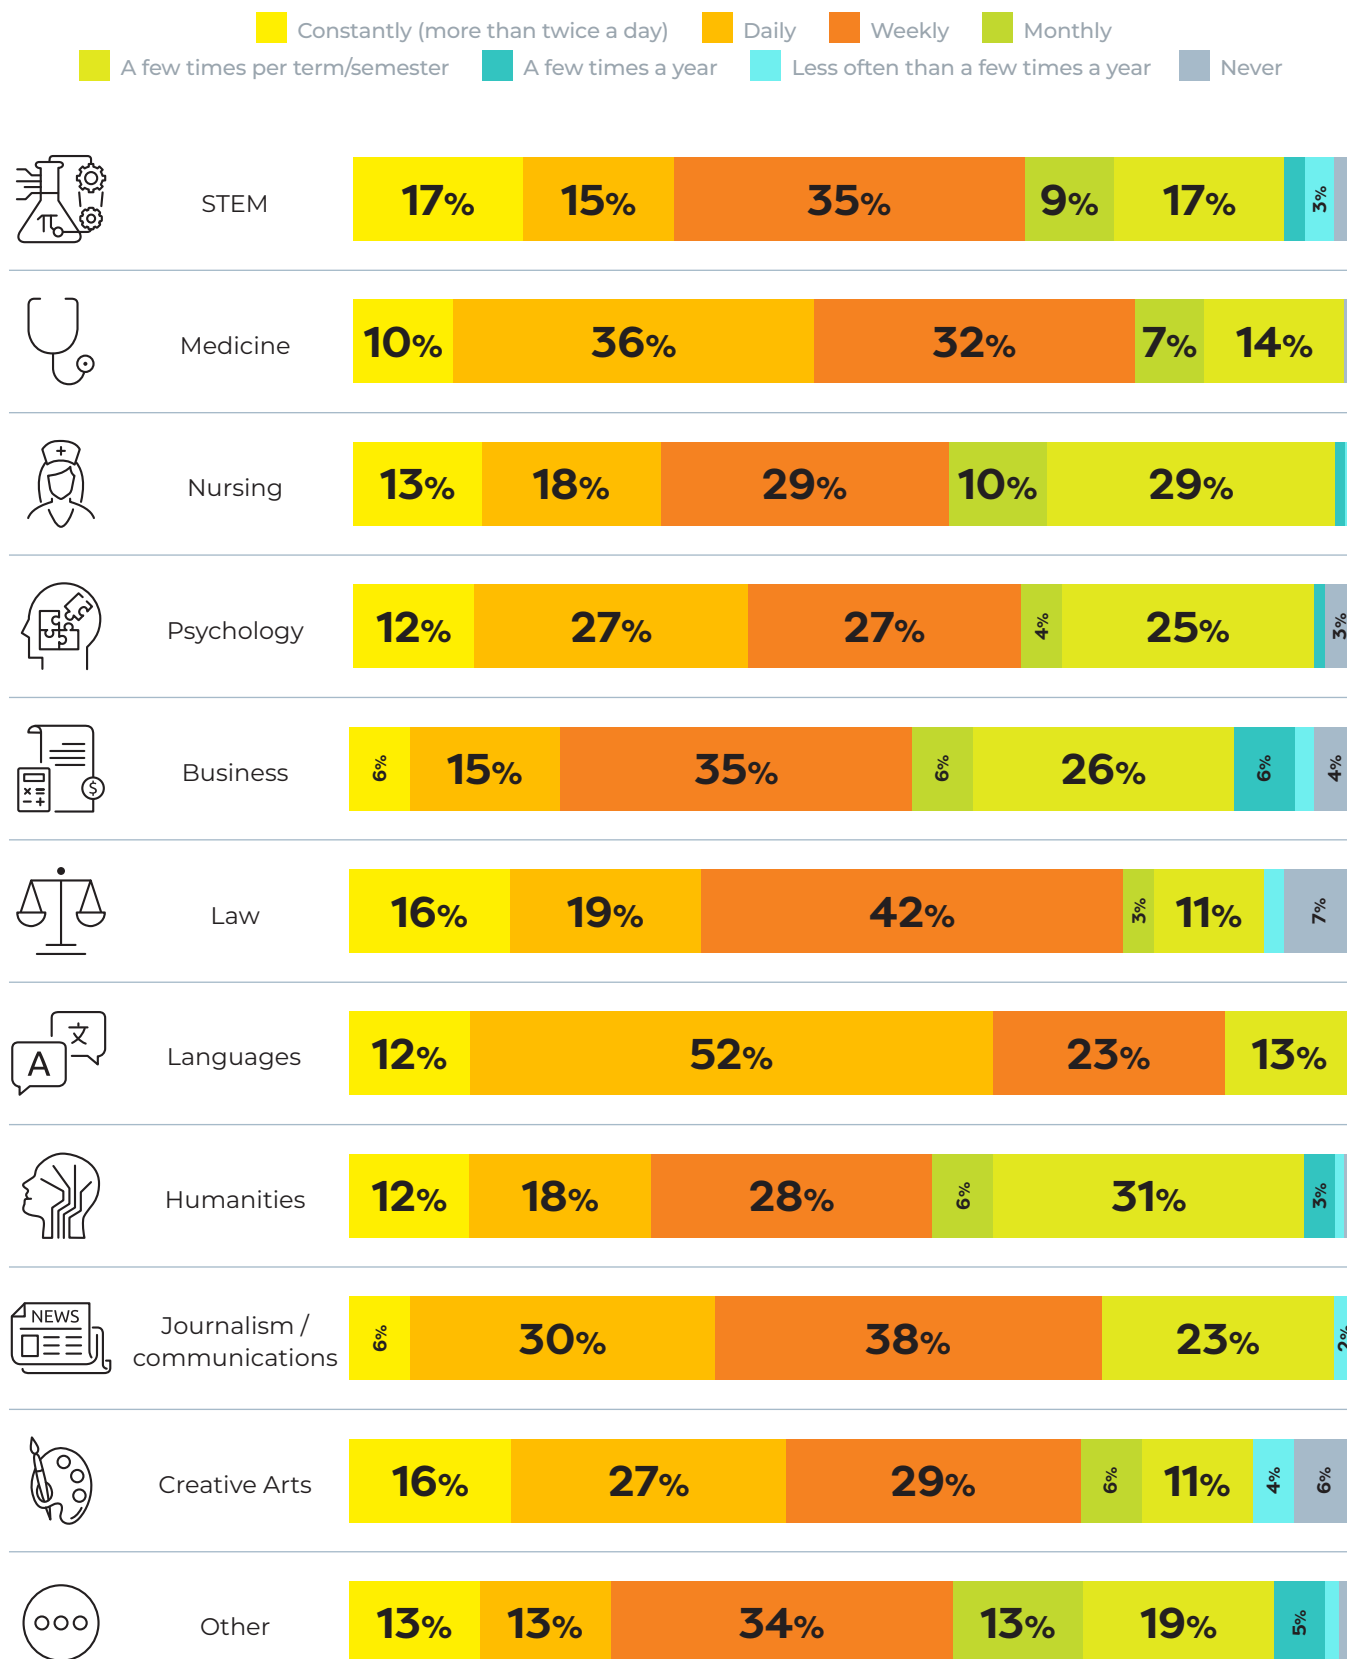 Constantly (more than twice a day) Daily Weekly Monthly
A few times per term/semester A few times a year Less often than a few times a year Never
π
STEM 17% 15% 35% 9% 17% 3%
Medicine 10% 36% 32% 7% 14%
Nursing 13% 18% 29% 10% 29%
Psychology 12% 27% 27% 4% 25% 3%
$
Business 6% 15% 35% 6% 26% 6% 4%
Law 16% 19% 42% 3% 11% 7%
文
A
Languages 12% 52% 23% 13%
Humanities 12% 18% 28% 6% 31% 3%
NEWS
Journalism /
communications 6% 30% 38% 23% 2%
Creative Arts 16% 27% 29% 6% 11% 4% 6%
Other 13% 13% 34% 13% 19% 5%